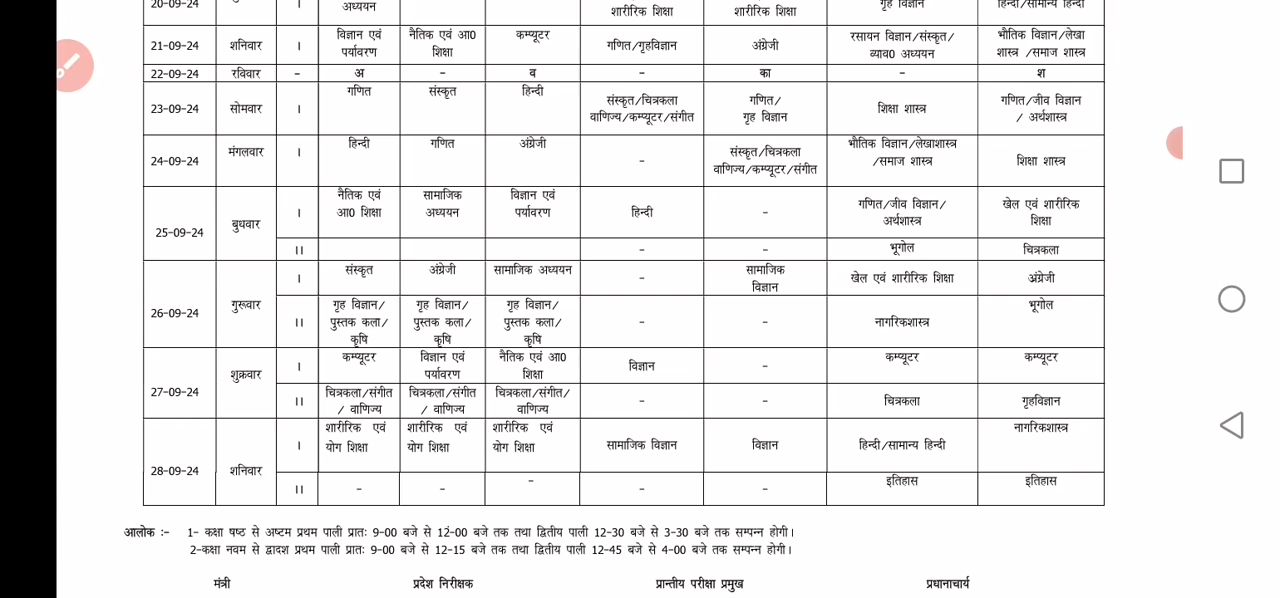 20-09-24 I अध्ययन शारीरिक शिक्षा शारीरिक शिक्षा गृह विज्ञान हिन्दी/सामान्य हिन्दी
21-09-24 शनिवार I विज्ञान एवं पर्यावरण नैतिक एवं आ0 शिक्षा कम्प्यूटर गणित/गृहविज्ञान अंग्रेजी रसायन विज्ञान/संस्कृत/ व्याव0 अध्ययन भौतिक विज्ञान/लेखा शास्त्र /समाज शास्त्र
22-09-24 रविवार - अ - व - का - श
23-09-24 सोमवार I गणित संस्कृत हिन्दी संस्कृत/चित्रकला वाणिज्य/कम्प्यूटर/संगीत गणित/ गृह विज्ञान शिक्षा शास्त्र गणित/जीव विज्ञान / अर्थशास्त्र
24-09-24 मंगलवार I हिन्दी गणित अंग्रेजी - संस्कृत/चित्रकला वाणिज्य/कम्प्यूटर/संगीत भौतिक विज्ञान/लेखाशास्त्र /समाज शास्त्र शिक्षा शास्त्र
25-09-24 बुधवार I नैतिक एवं आ0 शिक्षा सामाजिक अध्ययन विज्ञान एवं पर्यावरण हिन्दी - गणित/जीव विज्ञान/ अर्थशास्त्र खेल एवं शारीरिक शिक्षा
II - - भूगोल चित्रकला
26-09-24 गुरूवार I संस्कृत अंग्रेजी सामाजिक अध्ययन - सामाजिक विज्ञान खेल एवं शारीरिक शिक्षा अंग्रेजी
II गृह विज्ञान/ पुस्तक कला/ कृषि गृह विज्ञान/ पुस्तक कला/ कृषि गृह विज्ञान/ पुस्तक कला/ कृषि - - नागरिकशास्त्र भूगोल
27-09-24 शुक्रवार I कम्प्यूटर विज्ञान एवं पर्यावरण नैतिक एवं आ0 शिक्षा विज्ञान - कम्प्यूटर कम्प्यूटर
II चित्रकला/संगीत / वाणिज्य चित्रकला/संगीत / वाणिज्य चित्रकला/संगीत/ वाणिज्य - - चित्रकला गृहविज्ञान
28-09-24 शनिवार I शारीरिक एवं योग शिक्षा शारीरिक एवं योग शिक्षा शारीरिक एवं योग शिक्षा सामाजिक विज्ञान विज्ञान हिन्दी/सामान्य हिन्दी नागरिकशास्त्र
II - - - - - इतिहास इतिहास
आलोक :- 1- कक्षा षष्ठ से अष्टम प्रथम पाली प्रातः 9-00 बजे से 12-00 बजे तक तथा द्वितीय पाली 12-30 बजे से 3-30 बजे तक सम्पन्न होगी।
2-कक्षा नवम से द्वादश प्रथम पाली प्रातः 9-00 बजे से 12-15 बजे तक तथा द्वितीय पाली 12-45 बजे से 4-00 बजे तक सम्पन्न होगी।
मंत्री प्रदेश निरीक्षक प्रान्तीय परीक्षा प्रमुख प्रधानाचार्य